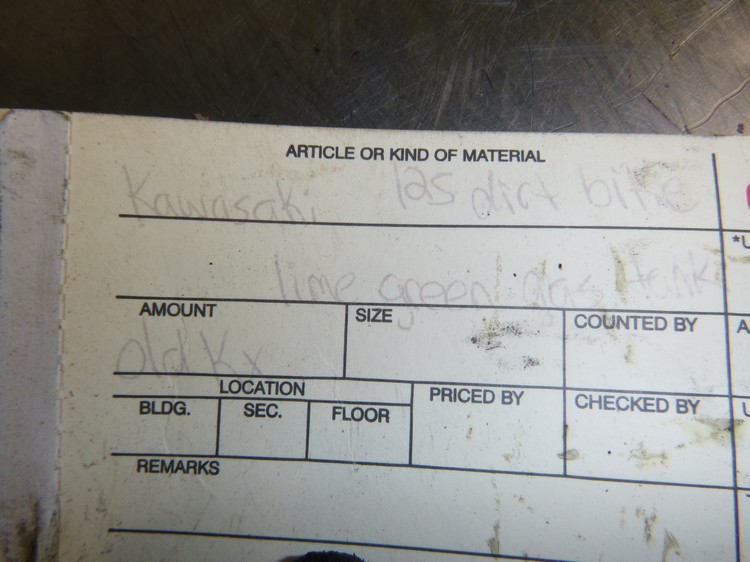 ARTICLE OR KIND OF MATERIAL
Kawasaki 125 dirt bike
*U
lime green gas tank
AMOUNT SIZE COUNTED BY A
old Kx
LOCATION PRICED BY CHECKED BY U
BLDG. SEC. FLOOR
REMARKS